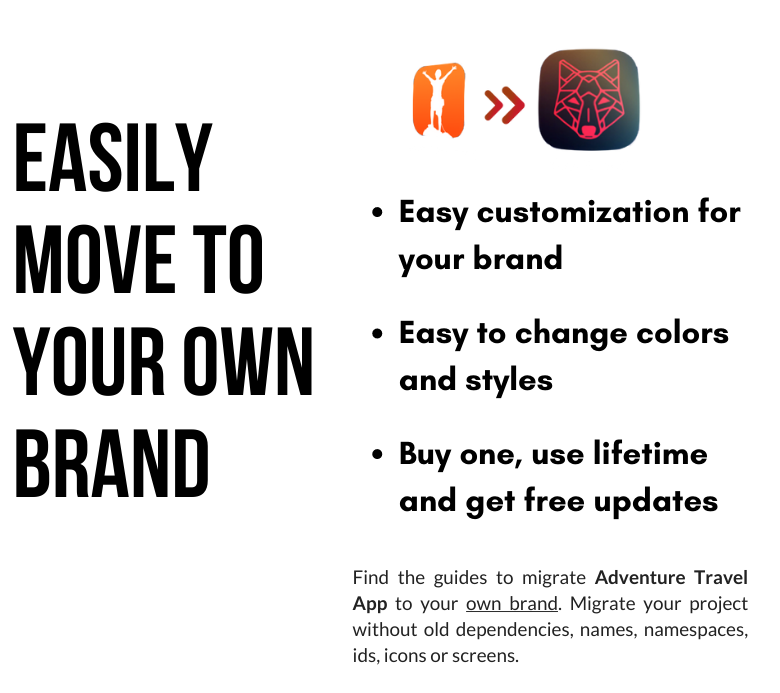 EASILY
MOVE TO
YOUR OWN
BRAND
• Easy customization for
your brand
• Easy to change colors
and styles
• Buy one, use lifetime
and get free updates
Find the guides to migrate Adventure Travel
App to your own brand. Migrate your project
without old dependencies, names, namespaces,
ids, icons or screens.